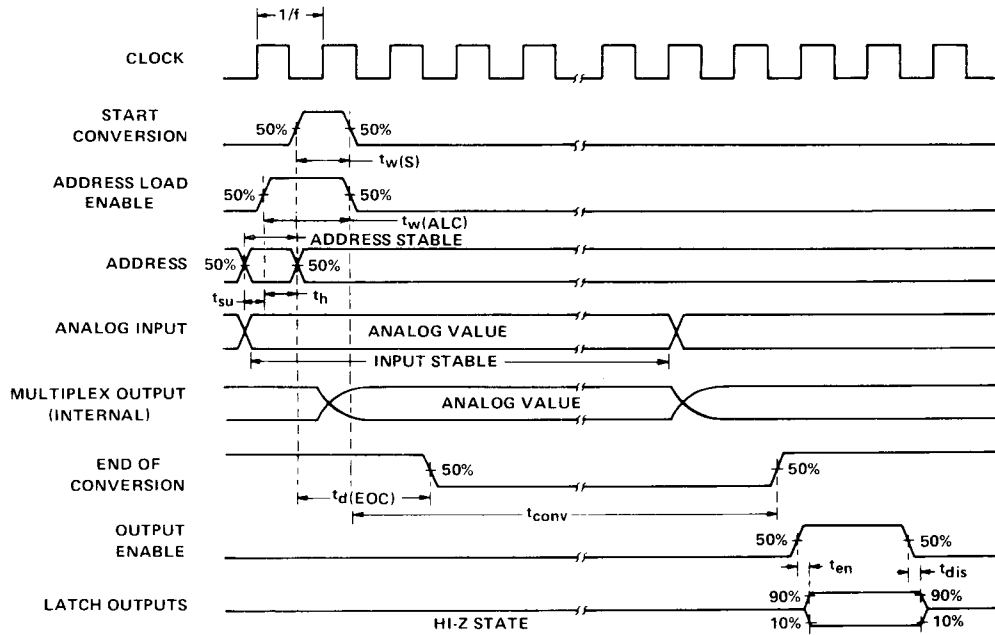 1/f
CLOCK
START
CONVERSION
50%
50%
tw(S)
ADDRESS LOAD
ENABLE
50%
50%
tw(ALC)
ADDRESS STABLE
ADDRESS
50%
50%
tsu
th
ANALOG INPUT
ANALOG VALUE
INPUT STABLE
MULTIPLEX OUTPUT
(INTERNAL)
ANALOG VALUE
END OF
CONVERSION
50%
50%
td(EOC)
tconv
OUTPUT
ENABLE
50%
50%
ten
tdis
LATCH OUTPUTS
90%
90%
HI-Z STATE
10%
10%